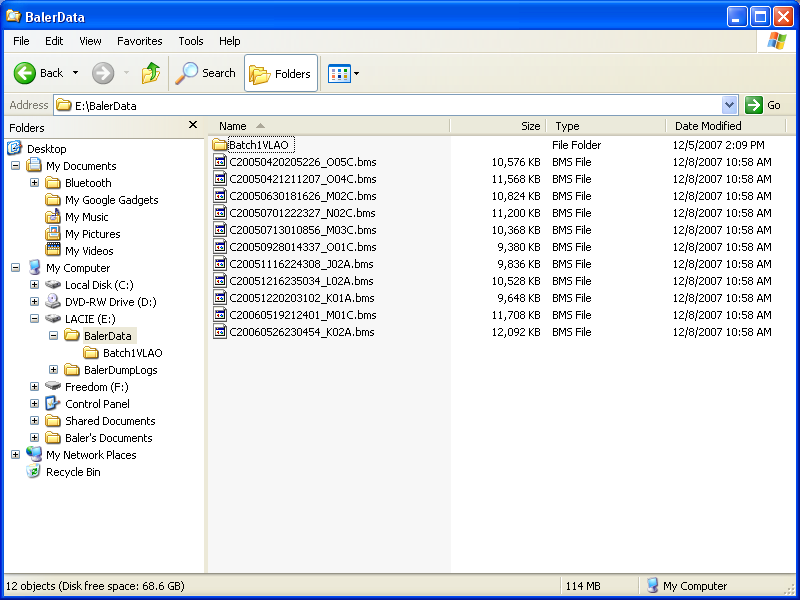 BalerData
File Edit View Favorites Tools Help
Back Search Folders
Address E:\BalerData Go
Folders
Name Size Type Date Modified
Desktop
My Documents
Bluetooth
My Google Gadgets
My Music
My Pictures
My Videos
My Computer
Local Disk (C:)
DVD-RW Drive (D:)
LACIE (E:)
BalerData
Batch1VLAO
BalerDumpLogs
Freedom (F:)
Control Panel
Shared Documents
Baler's Documents
My Network Places
Recycle Bin
Batch1VLAO File Folder 12/5/2007 2:09 PM
C20050420205226_O05C.bms 10,576 KB BMS File 12/8/2007 10:58 AM
C20050421211207_O04C.bms 11,568 KB BMS File 12/8/2007 10:58 AM
C20050630181626_M02C.bms 10,824 KB BMS File 12/8/2007 10:58 AM
C20050701222327_N02C.bms 11,200 KB BMS File 12/8/2007 10:58 AM
C20050713010856_M03C.bms 10,368 KB BMS File 12/8/2007 10:58 AM
C20050928014337_O01C.bms 9,380 KB BMS File 12/8/2007 10:58 AM
C20051116224308_J02A.bms 9,836 KB BMS File 12/8/2007 10:58 AM
C20051216235034_L02A.bms 10,528 KB BMS File 12/8/2007 10:58 AM
C20051220203102_K01A.bms 9,648 KB BMS File 12/8/2007 10:58 AM
C20060519212401_M01C.bms 11,708 KB BMS File 12/8/2007 10:58 AM
C20060526230454_K02A.bms 12,092 KB BMS File 12/8/2007 10:58 AM
12 objects (Disk free space: 68.6 GB) 114 MB My Computer